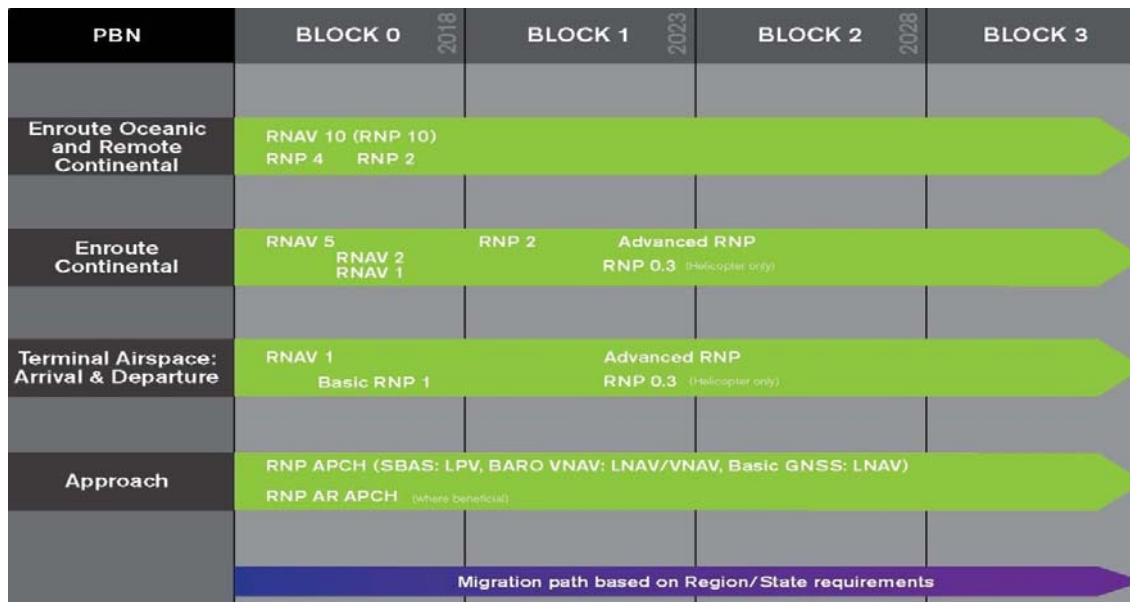 PBN
BLOCK 0
2018
BLOCK 1
2023
BLOCK 2
2028
BLOCK 3
Enroute Oceanic
and Remote
Continental
RNAV 10 (RNP 10)
RNP 4 RNP 2
Enroute
Continental
RNAV 5 RNP 2 Advanced RNP
RNAV 2 RNP 0.3 (Helicopter only)
RNAV 1
Terminal Airspace:
Arrival & Departure
RNAV 1 Advanced RNP
Basic RNP 1 RNP 0.3 (Helicopter only)
Approach
RNP APCH (SBAS: LPV, BARO VNAV: LNAV/VNAV, Basic GNSS: LNAV)
RNP AR APCH (where beneficial)
Migration path based on Region/State requirements